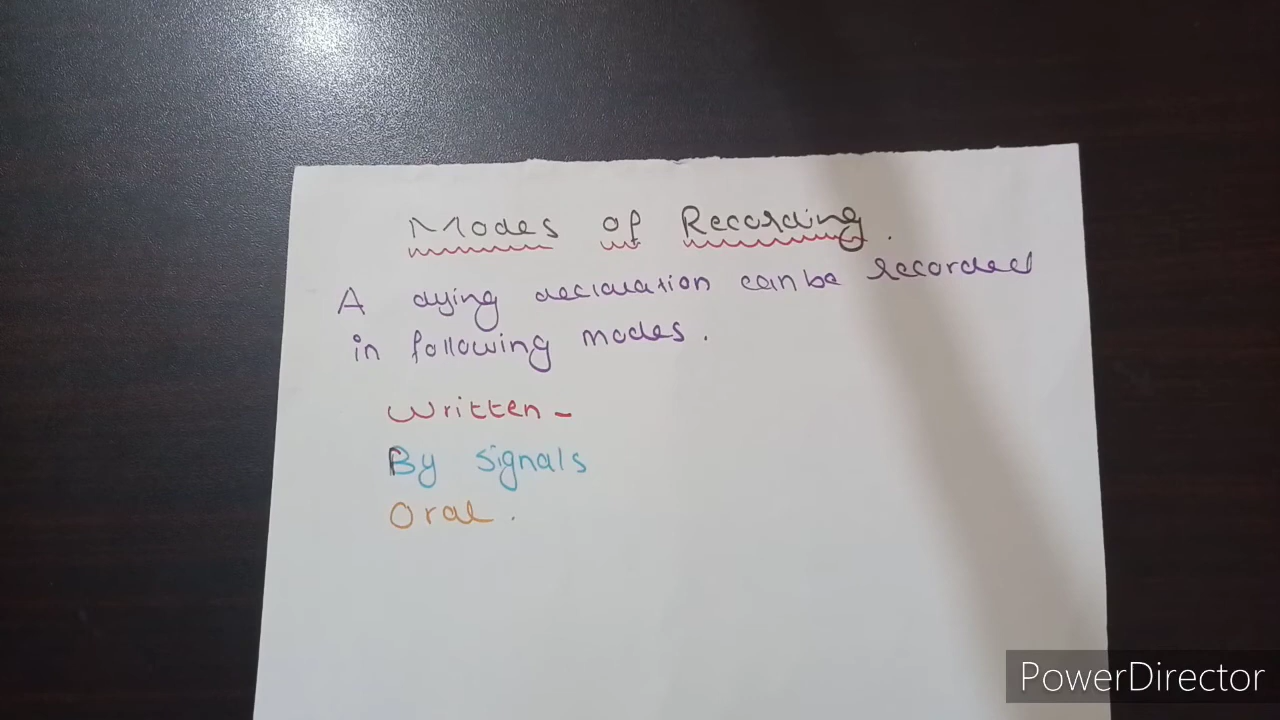 Modes of Recording.
A dying declaration can be recorded
in following modes.
Written -
By signals
Oral.
PowerDirector